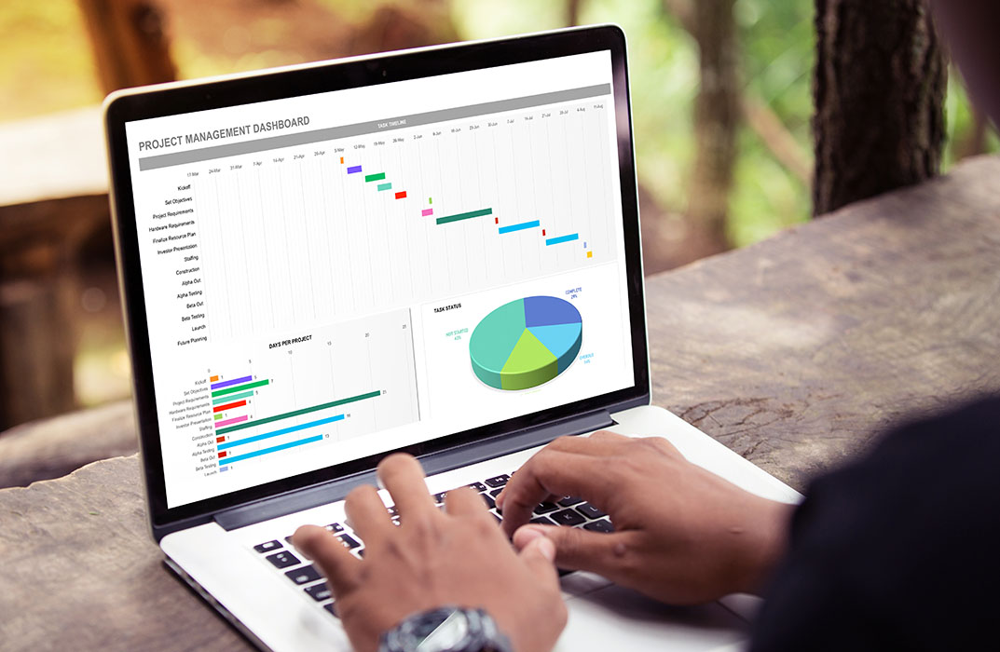 PROJECT MANAGEMENT DASHBOARD
TASK TIMELINE
17-Mar 24-Mar 31-Mar 7-Apr 14-Apr 21-Apr 28-Apr 5-May 12-May 19-May 26-May 2-Jun 9-Jun 16-Jun 23-Jun 30-Jun 7-Jul 14-Jul 21-Jul 28-Jul 4-Aug 11-Aug
Kickoff
Set Objectives
Project Requirements
Hardware Requirements
Finalize Resource Plan
Investor Presentation
Staffing
Construction
Alpha Out
Alpha Testing
Beta Out
Beta Testing
Launch
Future Planning
DAYS PER PROJECT
0 5 10 15 20 25
Kickoff 1
Set Objectives 5
Project Requirements 7
Hardware Requirements 5
Finalize Resource Plan 4
Investor Presentation 1
Staffing 4
Construction 21
Alpha Out 1
Alpha Testing 16
Beta Out 1
Beta Testing 13
Launch 1
TASK STATUS
COMPLETE
29%
NOT STARTED
OVERDUE